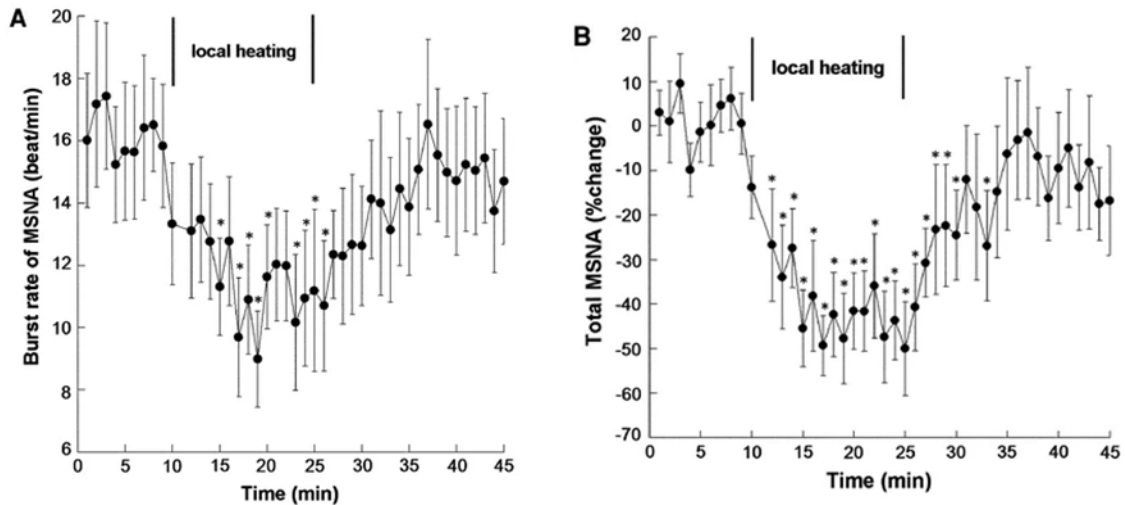 A
Burst rate of MSNA (beat/min)
20
18
16
14
12
10
8
6
local heating
* * * * * * * * *
0 5 10 15 20 25 30 35 40 45
Time (min)
B
Total MSNA (%change)
20
10
0
-10
-20
-30
-40
-50
-60
-70
local heating
* * * * * * * * * * * * * * * * * * *
0 5 10 15 20 25 30 35 40 45
Time (min)